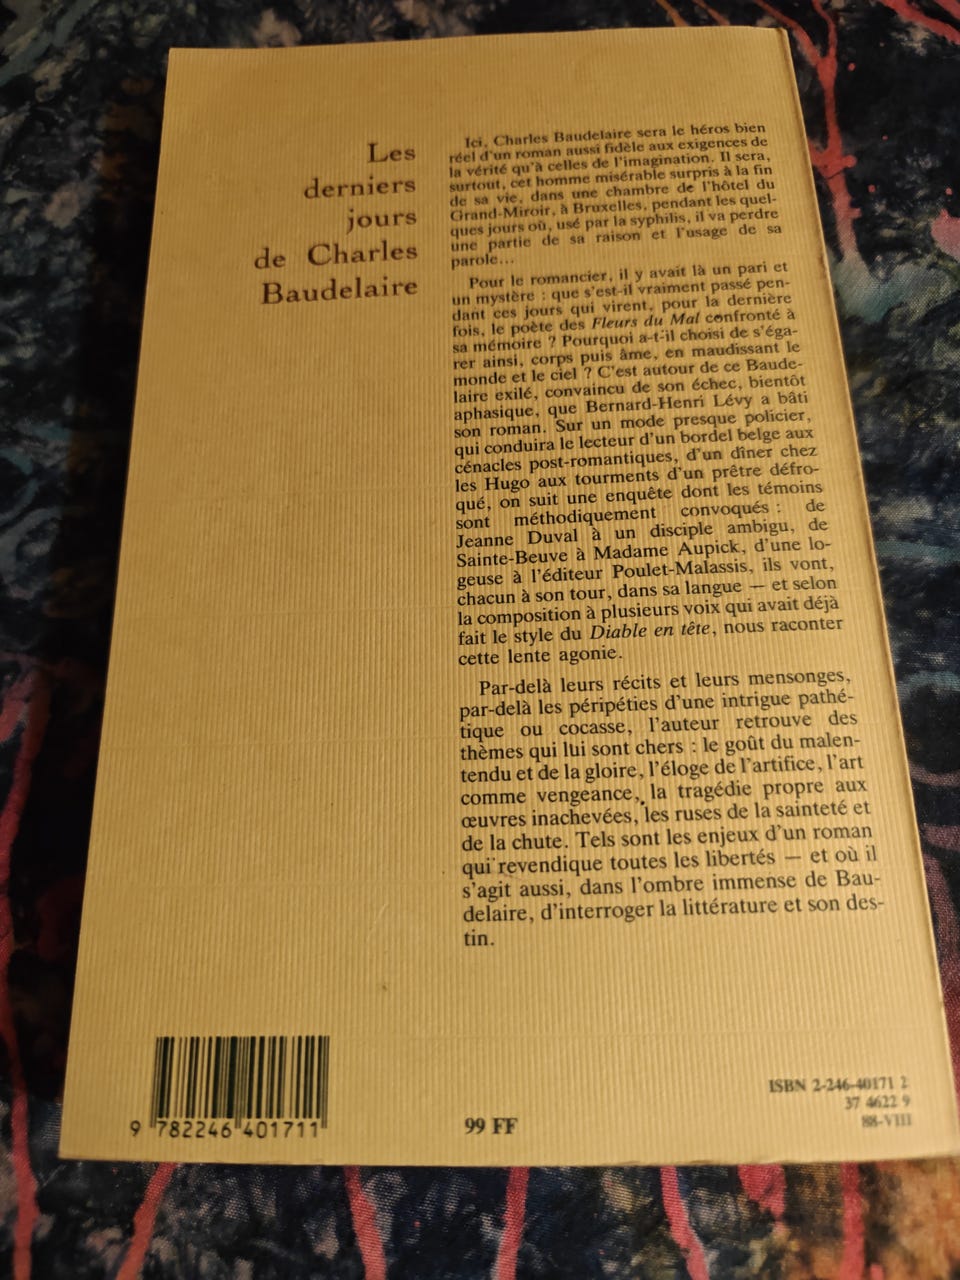 Les
derniers
jours
de Charles
Baudelaire
Ici, Charles Baudelaire sera le héros bien
réel d'un roman aussi fidèle aux exigences de
la vérité qu'à celles de l'imagination. Il sera,
surtout, cet homme misérable surpris à la fin
de sa vie, dans une chambre de l'hôtel du
Grand-Miroir, à Bruxelles, pendant les quel-
ques jours où, usé par la syphilis, il va perdre
une partie de sa raison et l'usage de sa
parole...
Pour le romancier, il y avait là un pari et
un mystère : que s'est-il vraiment passé pen-
dant ces jours qui virent, pour la dernière
fois, le poète des Fleurs du Mal confronté à
sa mémoire ? Pourquoi a-t-il choisi de s'éga-
rer ainsi, corps puis âme, en maudissant le
monde et le ciel ? C'est autour de ce Baude-
laire exilé, convaincu de son échec, bientôt
aphasique, que Bernard-Henri Lévy a bâti
son roman. Sur un mode presque policier,
qui conduira le lecteur d'un bordel belge aux
cénacles post-romantiques, d'un dîner chez
les Hugo aux tourments d'un prêtre défro-
qué, on suit une enquête dont les témoins
sont méthodiquement convoqués : de
Jeanne Duval à un disciple ambigu, de
Sainte-Beuve à Madame Aupick, d'une lo-
geuse à l'éditeur Poulet-Malassis, ils vont,
chacun à son tour, dans sa langue — et selon
la composition à plusieurs voix qui avait déjà
fait le style du Diable en tête, nous raconter
cette lente agonie.
Par-delà leurs récits et leurs mensonges,
par-delà les péripéties d'une intrigue pathé-
tique ou cocasse, l'auteur retrouve des
thèmes qui lui sont chers : le goût du malen-
tendu et de la gloire, l'éloge de l'artifice, l'art
comme vengeance, la tragédie propre aux
œuvres inachevées, les ruses de la sainteté et
de la chute. Tels sont les enjeux d'un roman
qui revendique toutes les libertés — et où il
s'agit aussi, dans l'ombre immense de Bau-
delaire, d'interroger la littérature et son des-
tin.
9 782246 401711
99 FF
ISBN 2-246-40171 2
37 4622 9
88-VIII